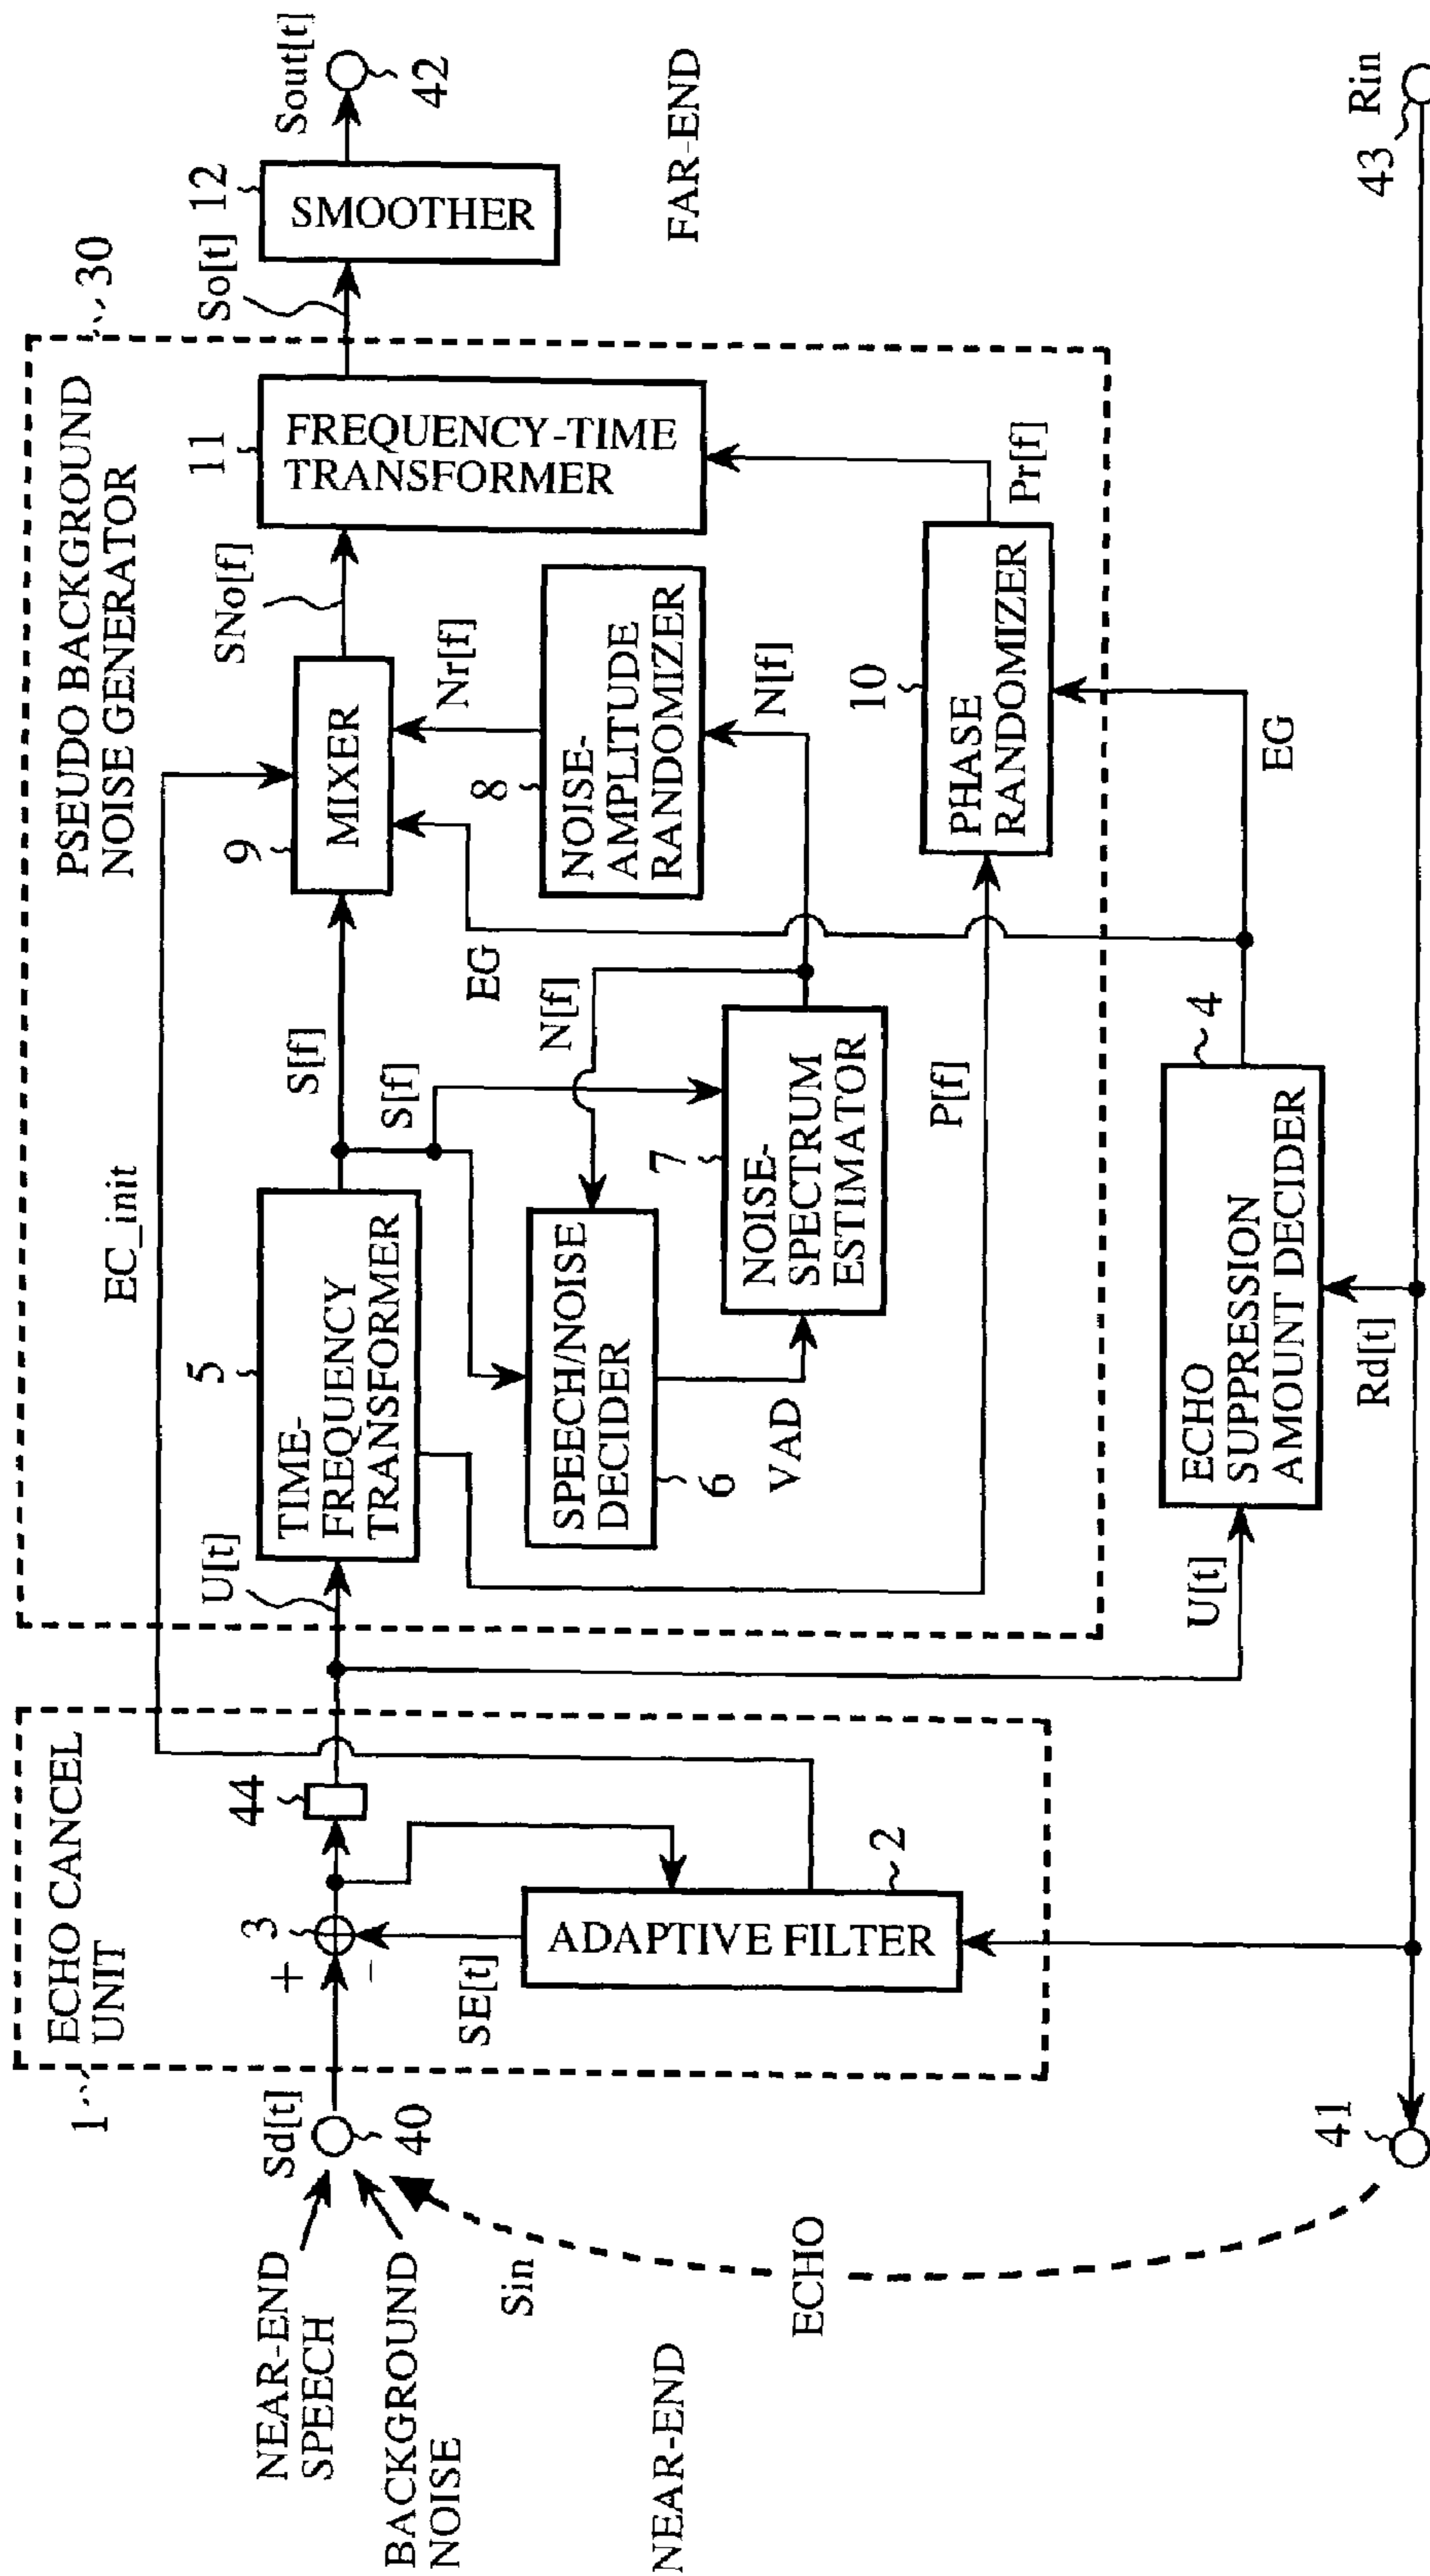 1
ECHO CANCEL
UNIT
NEAR-END
SPEECH
BACKGROUND
NOISE
Sd[t]
40
Sin
NEAR-END
ECHO
41
+
−
3
44
SE[t]
ADAPTIVE FILTER
2
EC_init
U[t]
U[t]
PSEUDO BACKGROUND
NOISE GENERATOR
30
5
TIME-
FREQUENCY
TRANSFORMER
S[f]
S[f]
SPEECH/NOISE
DECIDER
6
VAD
N[f]
7
NOISE-
SPECTRUM
ESTIMATOR
P[f]
EG
9
MIXER
Nr[f]
8
NOISE-
AMPLITUDE
RANDOMIZER
N[f]
10
PHASE
RANDOMIZER
Pr[f]
EG
SNo[f]
11
FREQUENCY-TIME
TRANSFORMER
So[t]
12
SMOOTHER
Sout[t]
42
FAR-END
ECHO
SUPPRESSION
AMOUNT DECIDER
4
Rd[t]
43
Rin